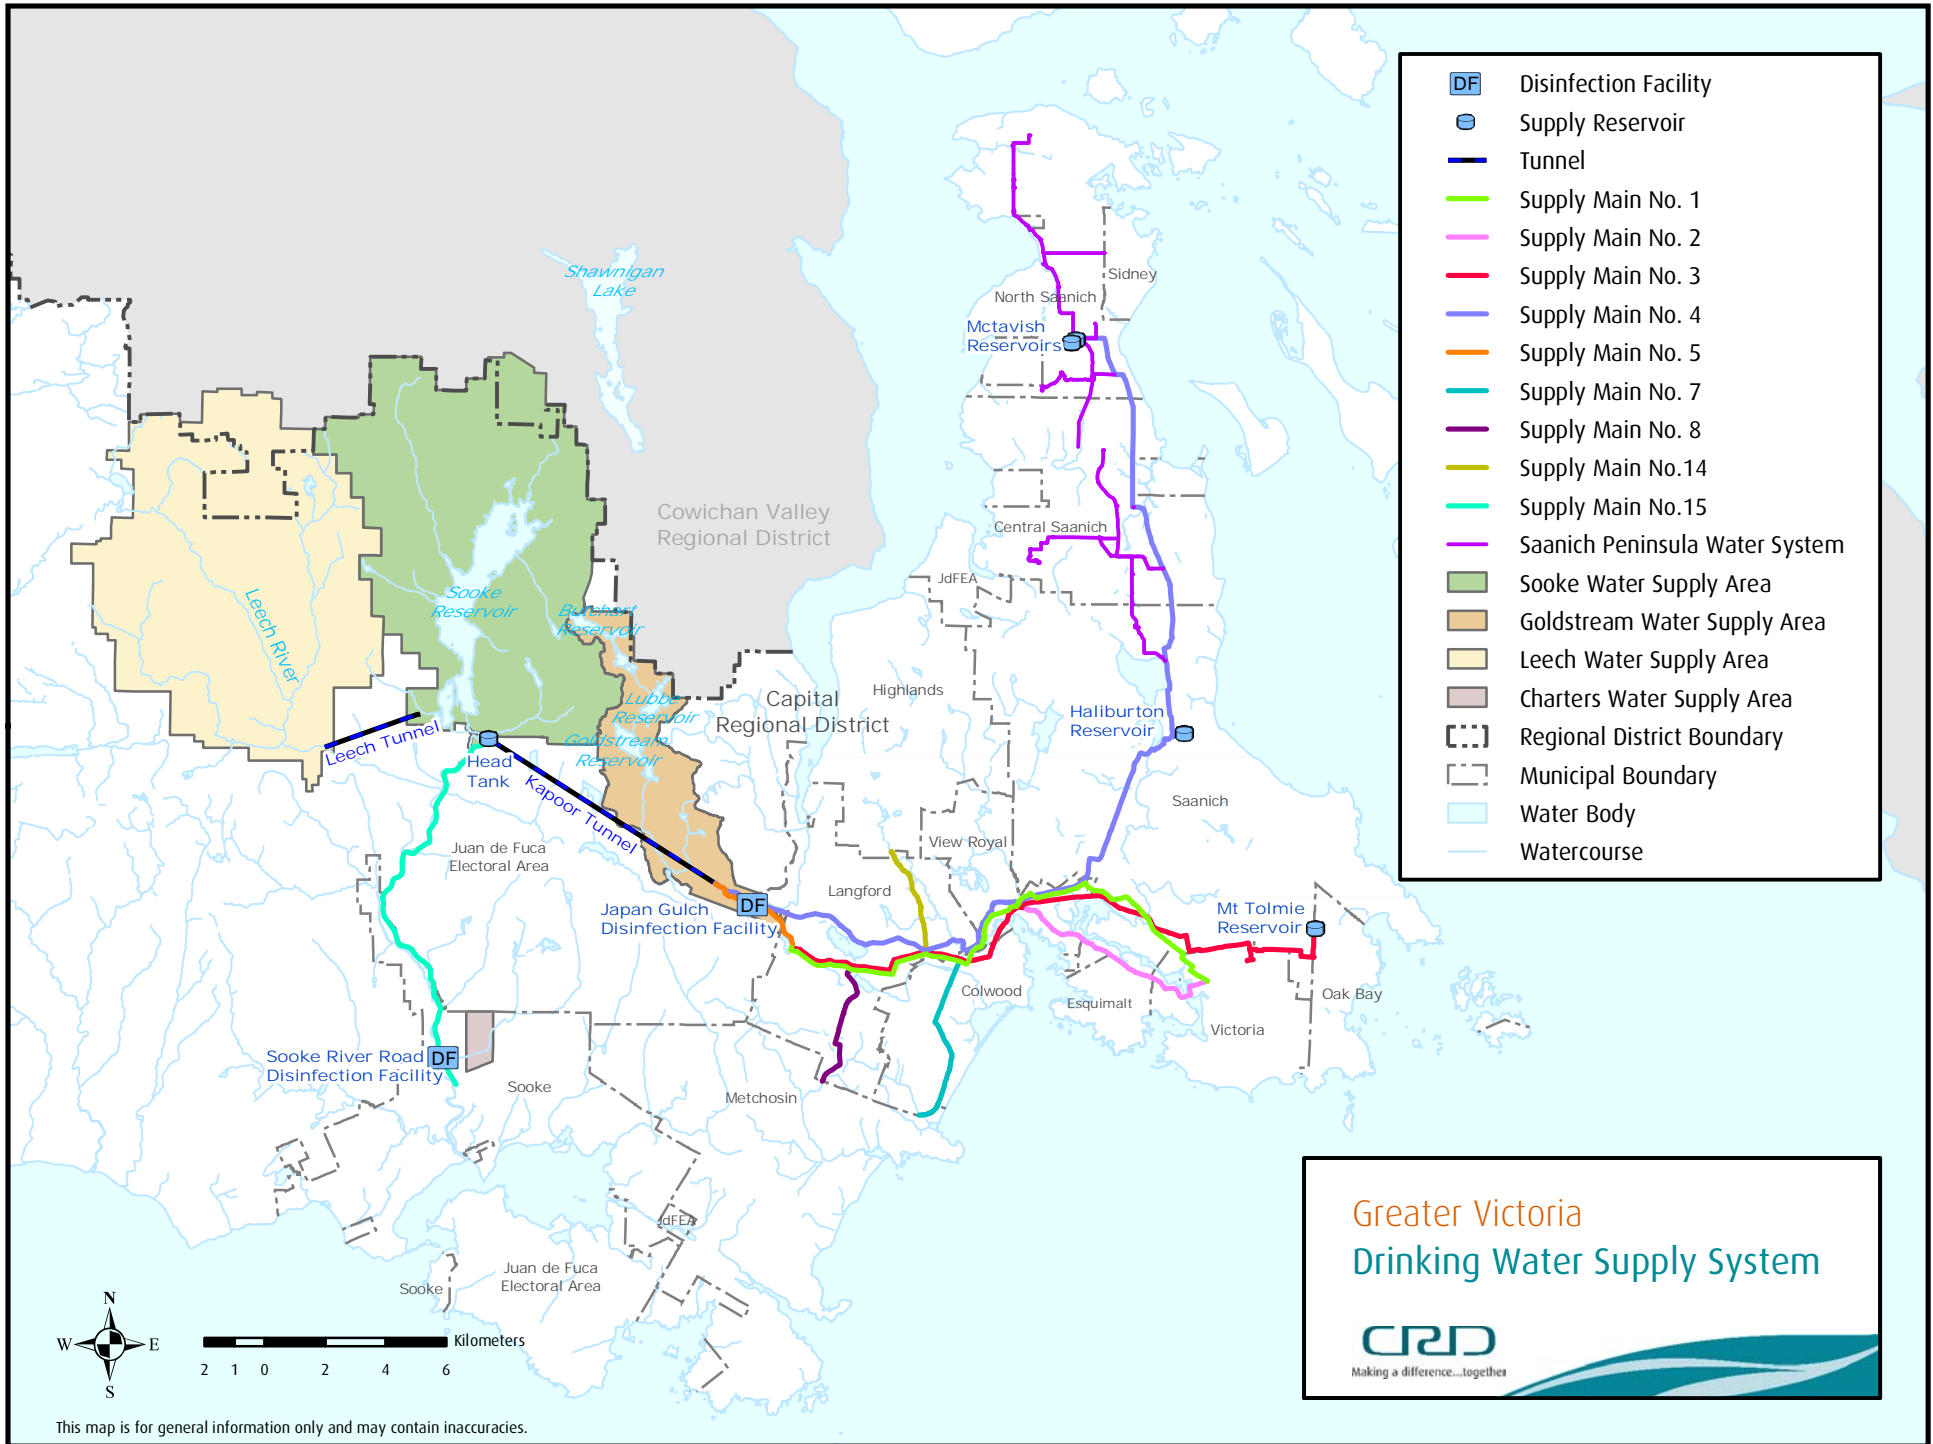 DF Disinfection Facility
Supply Reservoir
Tunnel
Supply Main No. 1
Supply Main No. 2
Supply Main No. 3
Supply Main No. 4
Supply Main No. 5
Supply Main No. 7
Supply Main No. 8
Supply Main No.14
Supply Main No.15
Saanich Peninsula Water System
Sooke Water Supply Area
Goldstream Water Supply Area
Leech Water Supply Area
Charters Water Supply Area
Regional District Boundary
Municipal Boundary
Water Body
Watercourse
Shawnigan
Lake
Sidney
North Saanich
Mctavish
Reservoirs
Cowichan Valley
Regional District
Central Saanich
JdFEA
Sooke
Reservoir
Butchart
Reservoir
Leech River
Lubbe
Reservoir
Goldstream
Reservoir
Capital
Regional District
Highlands
Haliburton
Reservoir
Leech Tunnel
Head
Tank
Kapoor Tunnel
Saanich
Juan de Fuca
Electoral Area
View Royal
Langford
Japan Gulch
Disinfection Facility
DF
Mt Tolmie
Reservoir
Colwood
Esquimalt
Oak Bay
Victoria
Sooke River Road
Disinfection Facility
DF
Sooke
Metchosin
JdFEA
Juan de Fuca
Electoral Area
Sooke
N
W
E
S
Kilometers
2 1 0 2 4 6
This map is for general information only and may contain inaccuracies.
Greater Victoria
Drinking Water Supply System
CRD
Making a difference...together